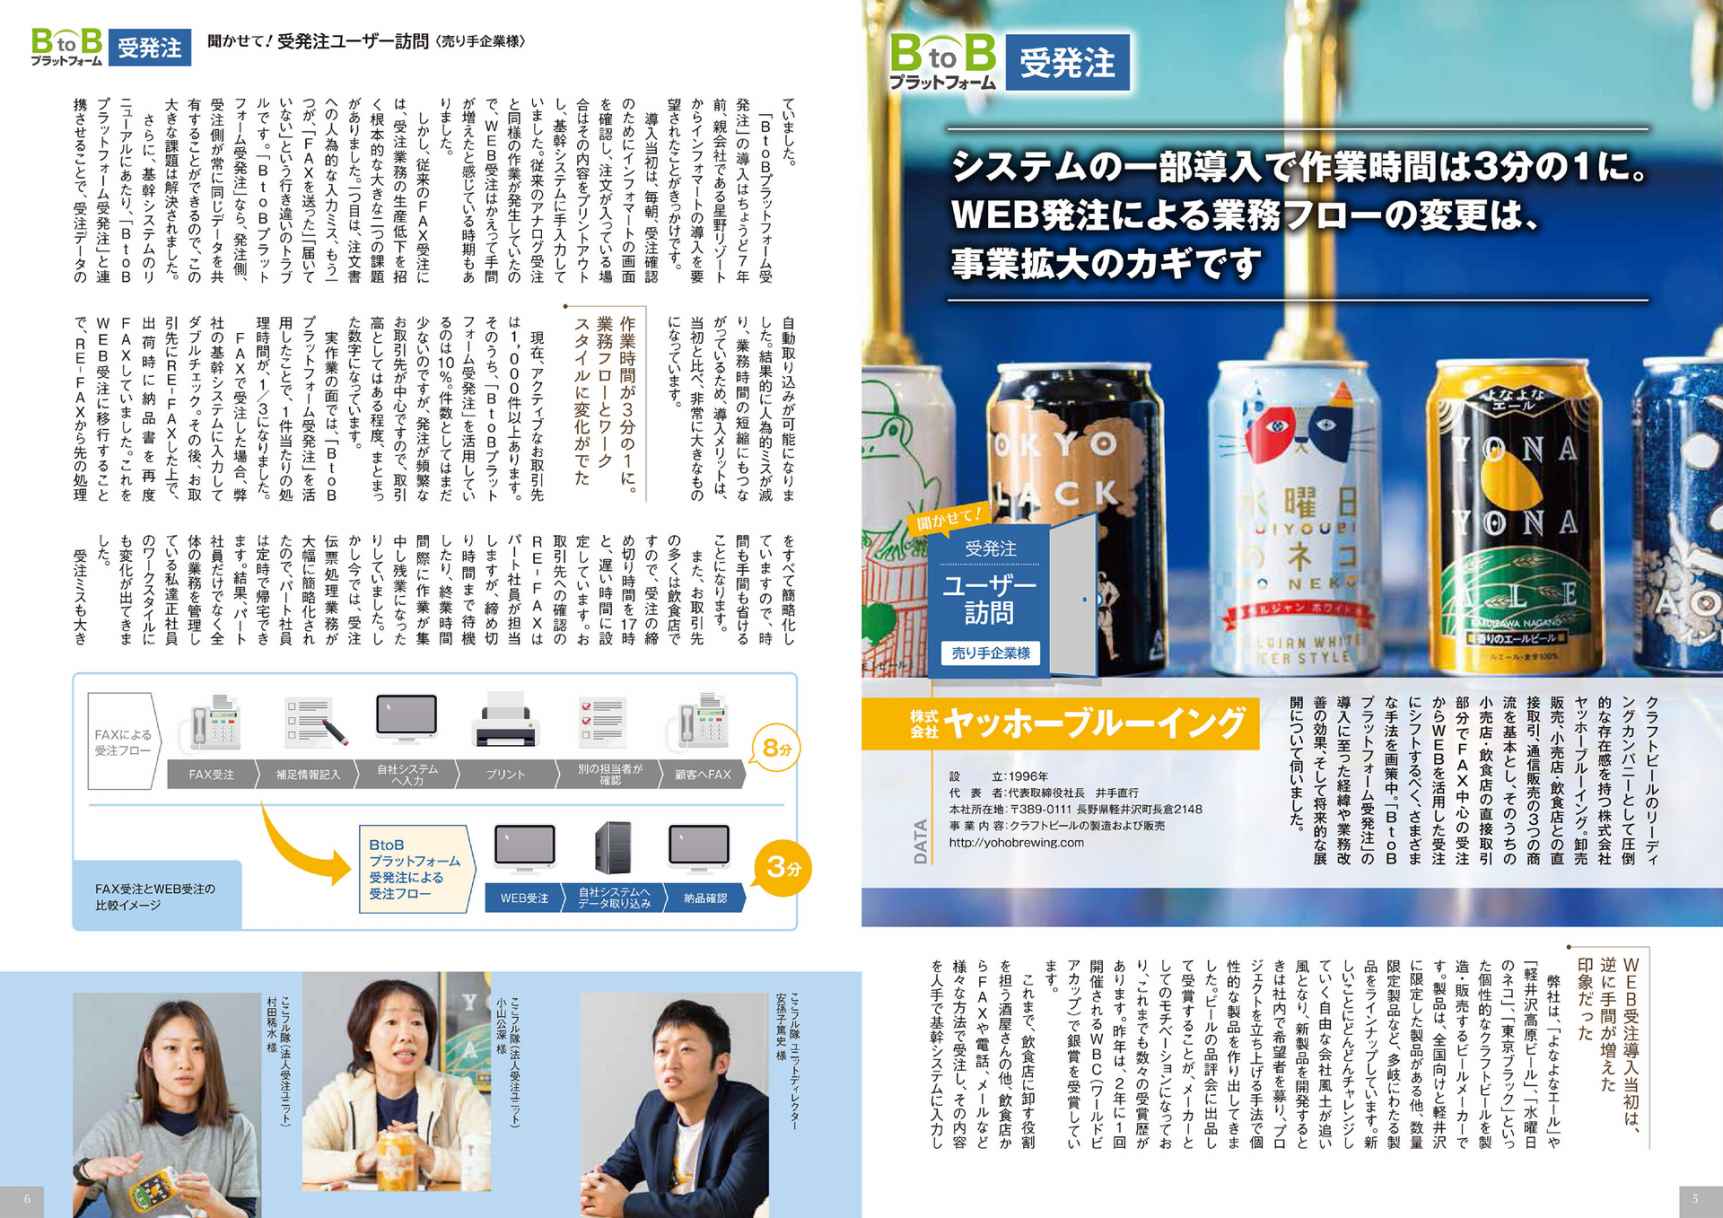 BtoB
プラットフォーム
受発注
システムの一部導入で作業時間は3分の1に。
WEB発注による業務フローの変更は、
事業拡大のカギです
聞かせて!
受発注
ユーザー
訪問
売り手企業様
株式
会社
ヤッホーブルーイング
DATA
設　　立：1996年
代 表 者：代表取締役社長　井手直行
本社所在地：〒389-0111 長野県軽井沢町長倉2148
事業内容：クラフトビールの製造および販売
http://yohobrewing.com
クラフトビールのリーディ
ングカンパニーとして圧倒
的な存在感を持つ株式会社
ヤッホーブルーイング。卸売
販売、小売店・飲食店との直
接取引、通信販売の3つの商
流を基本とし、そのうちの
小売店・飲食店の直接取引
部分でFAX中心の受注
からWEBを活用した受注
にシフトするべく、さまざま
な手法を画策中。「BtoB
プラットフォーム受発注」の
導入に至った経緯や業務改
善の効果、そして将来的な展
開について伺いました。
WEB受注導入当初は、
逆に手間が増えた
印象だった
弊社は、「よなよなエール」や
「軽井沢高原ビール」、「水曜日
のネコ」、「東京ブラック」といっ
た個性的なクラフトビールを製
造・販売するビールメーカーで
す。製品は、全国向けと軽井沢
に限定した製品がある他、数量
限定製品など、多岐にわたる製
品をラインナップしています。新
しいことにどんどんチャレンジし
ていく自由な会社風土が追い
風となり、新製品を開発すると
きは社内で希望者を募り、プロ
ジェクトを立ち上げる手法で個
性的な製品を作り出してきま
した。ビールの品評会に出品し
て受賞することが、メーカーと
してのモチベーションになってお
り、これまでも数々の受賞歴が
あります。昨年は、2年に1回
開催されるWBC(ワールドビ
アカップ)で銀賞を受賞してい
ます。
これまで、飲食店に卸す役割
を担う酒屋さんの他、飲食店か
らFAXや電話、メールなど
様々な方法で受注し、その内容
を人手で基幹システムに入力し
5
BtoB
プラットフォーム
受発注
聞かせて! 受発注ユーザー訪問〈売り手企業様〉
ていました。
「BtoBプラットフォーム受
発注」の導入はちょうど7年
前、親会社である星野リゾート
からインフォマートの導入を要
望されたことがきっかけです。
導入当初は、毎朝、受注確認
のためにインフォマートの画面
を確認し、注文が入っている場
合はその内容をプリントアウト
し、基幹システムに手入力して
いました。従来のアナログ受注
と同様の作業が発生していたの
で、WEB受注はかえって手間
が増えたと感じている時期もあ
りました。
しかし、従来のFAX受注に
は、受注業務の生産低下を招
く根本的な大きな二つの課題
がありました。一つ目は、注文書
への人為的な入力ミス、もう一
つが、「FAXを送った」「届いて
いない」という行き違いのトラブ
ルです。「BtoBプラット
フォーム受発注」なら、発注側、
受注側が常に同じデータを共
有することができるので、この
大きな課題は解決されました。
さらに、基幹システムのリ
ニューアルにあたり、「BtoB
プラットフォーム受発注」と連
携させることで、受注データの
自動取り込みが可能になりま
した。結果的に人為的ミスが減
り、業務時間の短縮にもつな
がっているため、導入メリットは、
当初と比べ、非常に大きなもの
になっています。
作業時間が3分の1に。
業務フローとワーク
スタイルに変化がでた
現在、アクティブなお取引先
は1,000件以上あります。
そのうち、「BtoBプラット
フォーム受発注」を活用してい
るのは10%。件数としてはまだ
少ないのですが、発注が頻繁な
お取引先が中心ですので、取引
高としてはある程度、まとまっ
た数字になっています。
実作業の面では、「BtoB
プラットフォーム受発注」を活
用したことで、1件当たりの処
理時間が、1/3になりました。
FAXで受注した場合、弊
社の基幹システムに入力して
ダブルチェック。その後、お取
引先にRE-FAXした上で、
出荷時に納品書を再度
FAXしていました。これを
WEB受注に移行すること
で、RE-FAXから先の処理
をすべて簡略化し
ていますので、時
間も手間も省ける
ことになります。
また、お取引先
の多くは飲食店で
すので、受注の締
め切り時間を17時
と、遅い時間に設
定しています。お
取引先への確認の
RE-FAXは
パート社員が担当
しますが、締め切
り時間まで待機
したり、終業時間
間際に作業が集
中し残業になった
りしていました。し
かし今では、受注
伝票処理業務が
大幅に簡略化され
たので、パート社員
は定時で帰宅でき
ます。結果、パート
社員だけでなく全
体の業務を管理し
ている私達正社員
のワークスタイルに
も変化が出てきま
した。
受注ミスも大き
FAXによる
受注フロー
FAX受注
補足情報記入
自社システム
へ入力
プリント
別の担当者が
確認
顧客へFAX
8分
BtoB
プラットフォーム
受発注による
受注フロー
WEB受注
自社システムへ
データ取り込み
納品確認
3分
FAX受注とWEB受注の
比較イメージ
ここフル隊 ユニットディレクター
安孫子篤史 様
ここフル隊(法人受注ユニット)
小山公深 様
ここフル隊(法人受注ユニット)
村田稀水 様
6
よなよな
エール
YONA
YONA
ALE
KARUIZAWA NAGANO
香りのエールビール
水曜日
SUIYOUBI
のネコ
NO NEKO
ベルジャン ホワイト
BELGIAN WHITE
BEER STYLE